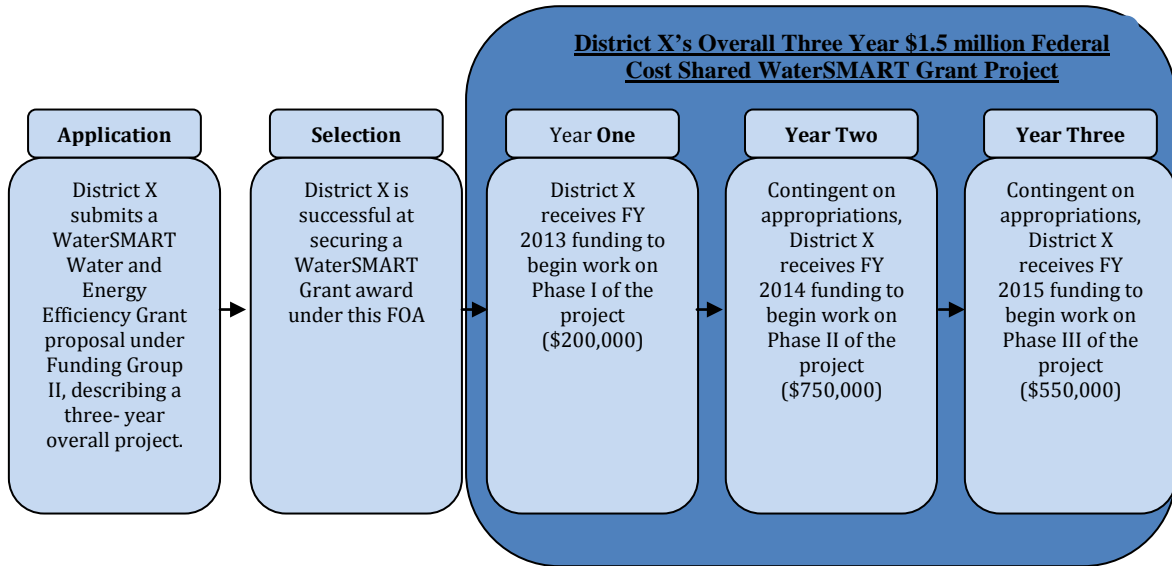 District X's Overall Three Year $1.5 million Federal
Cost Shared WaterSMART Grant Project
Application
District X
submits a
WaterSMART
Water and
Energy
Efficiency Grant
proposal under
Funding Group
II, describing a
three- year
overall project.
Selection
District X is
successful at
securing a
WaterSMART
Grant award
under this FOA
Year One
District X
receives FY
2013 funding to
begin work on
Phase I of the
project
($200,000)
Year Two
Contingent on
appropriations,
District X
receives FY
2014 funding to
begin work on
Phase II of the
project
($750,000)
Year Three
Contingent on
appropriations,
District X
receives FY
2015 funding to
begin work on
Phase III of the
project
($550,000)